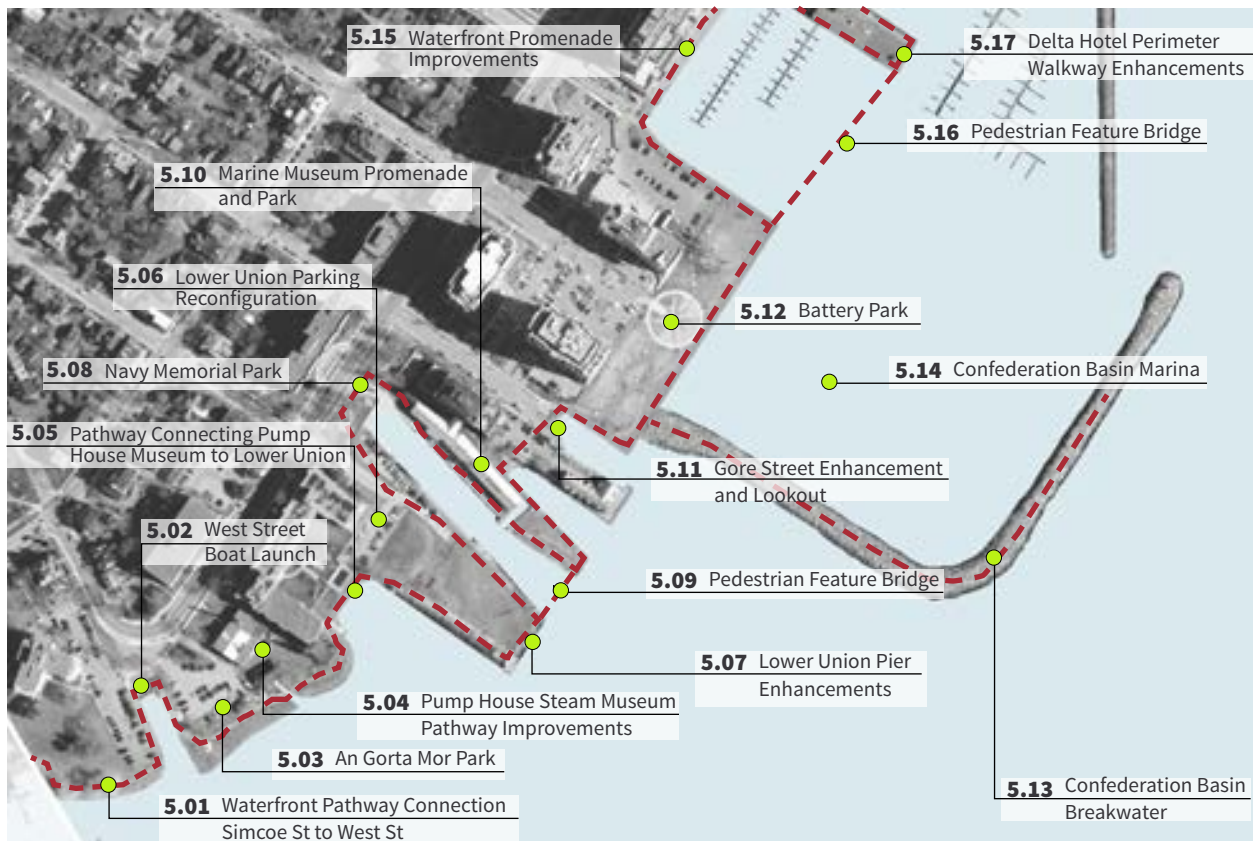 5.15 Waterfront Promenade
Improvements
5.17 Delta Hotel Perimeter
Walkway Enhancements
5.16 Pedestrian Feature Bridge
5.10 Marine Museum Promenade
and Park
5.06 Lower Union Parking
Reconfiguration
5.12 Battery Park
5.08 Navy Memorial Park
5.14 Confederation Basin Marina
5.05 Pathway Connecting Pump
House Museum to Lower Union
5.11 Gore Street Enhancement
and Lookout
5.02 West Street
Boat Launch
5.09 Pedestrian Feature Bridge
5.07 Lower Union Pier
Enhancements
5.04 Pump House Steam Museum
Pathway Improvements
5.03 An Gorta Mor Park
5.13 Confederation Basin
Breakwater
5.01 Waterfront Pathway Connection
Simcoe St to West St